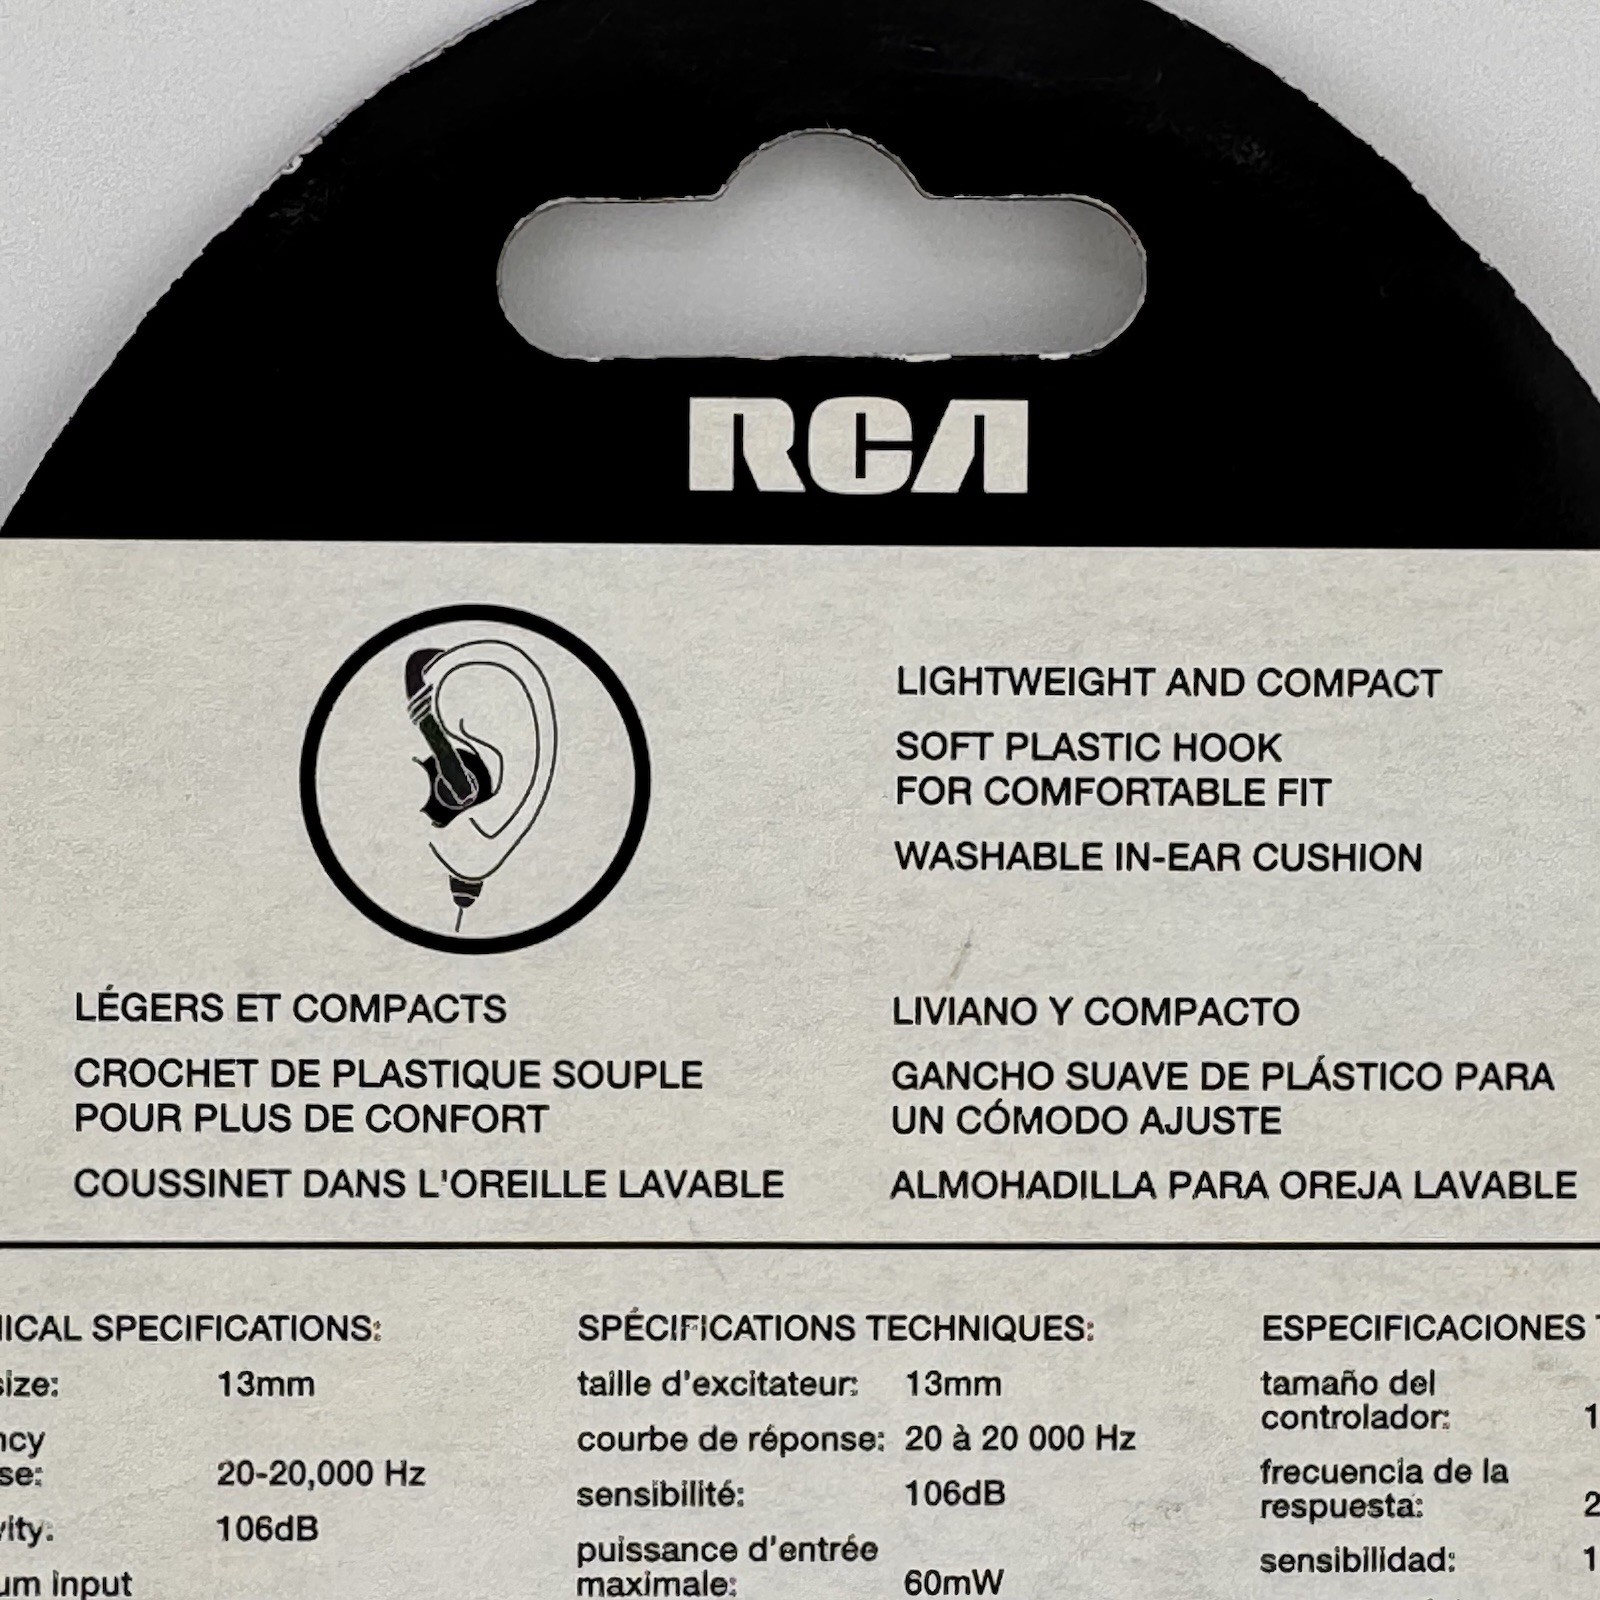 RCA
LIGHTWEIGHT AND COMPACT
SOFT PLASTIC HOOK
FOR COMFORTABLE FIT
WASHABLE IN-EAR CUSHION
LÉGERS ET COMPACTS
CROCHET DE PLASTIQUE SOUPLE
POUR PLUS DE CONFORT
COUSSINET DANS L'OREILLE LAVABLE
LIVIANO Y COMPACTO
GANCHO SUAVE DE PLÁSTICO PARA
UN CÓMODO AJUSTE
ALMOHADILLA PARA OREJA LAVABLE
SPECIFICATIONS:
13mm
20-20,000 Hz
106dB
input
SPÉCIFICATIONS TECHNIQUES:
taille d'excitateur: 13mm
courbe de réponse: 20 à 20 000 Hz
sensibilité: 106dB
puissance d'entrée
maximale: 60mW
ESPECIFICACIONES
tamaño del
controlador:
frecuencia de la
respuesta:
sensibilidad: